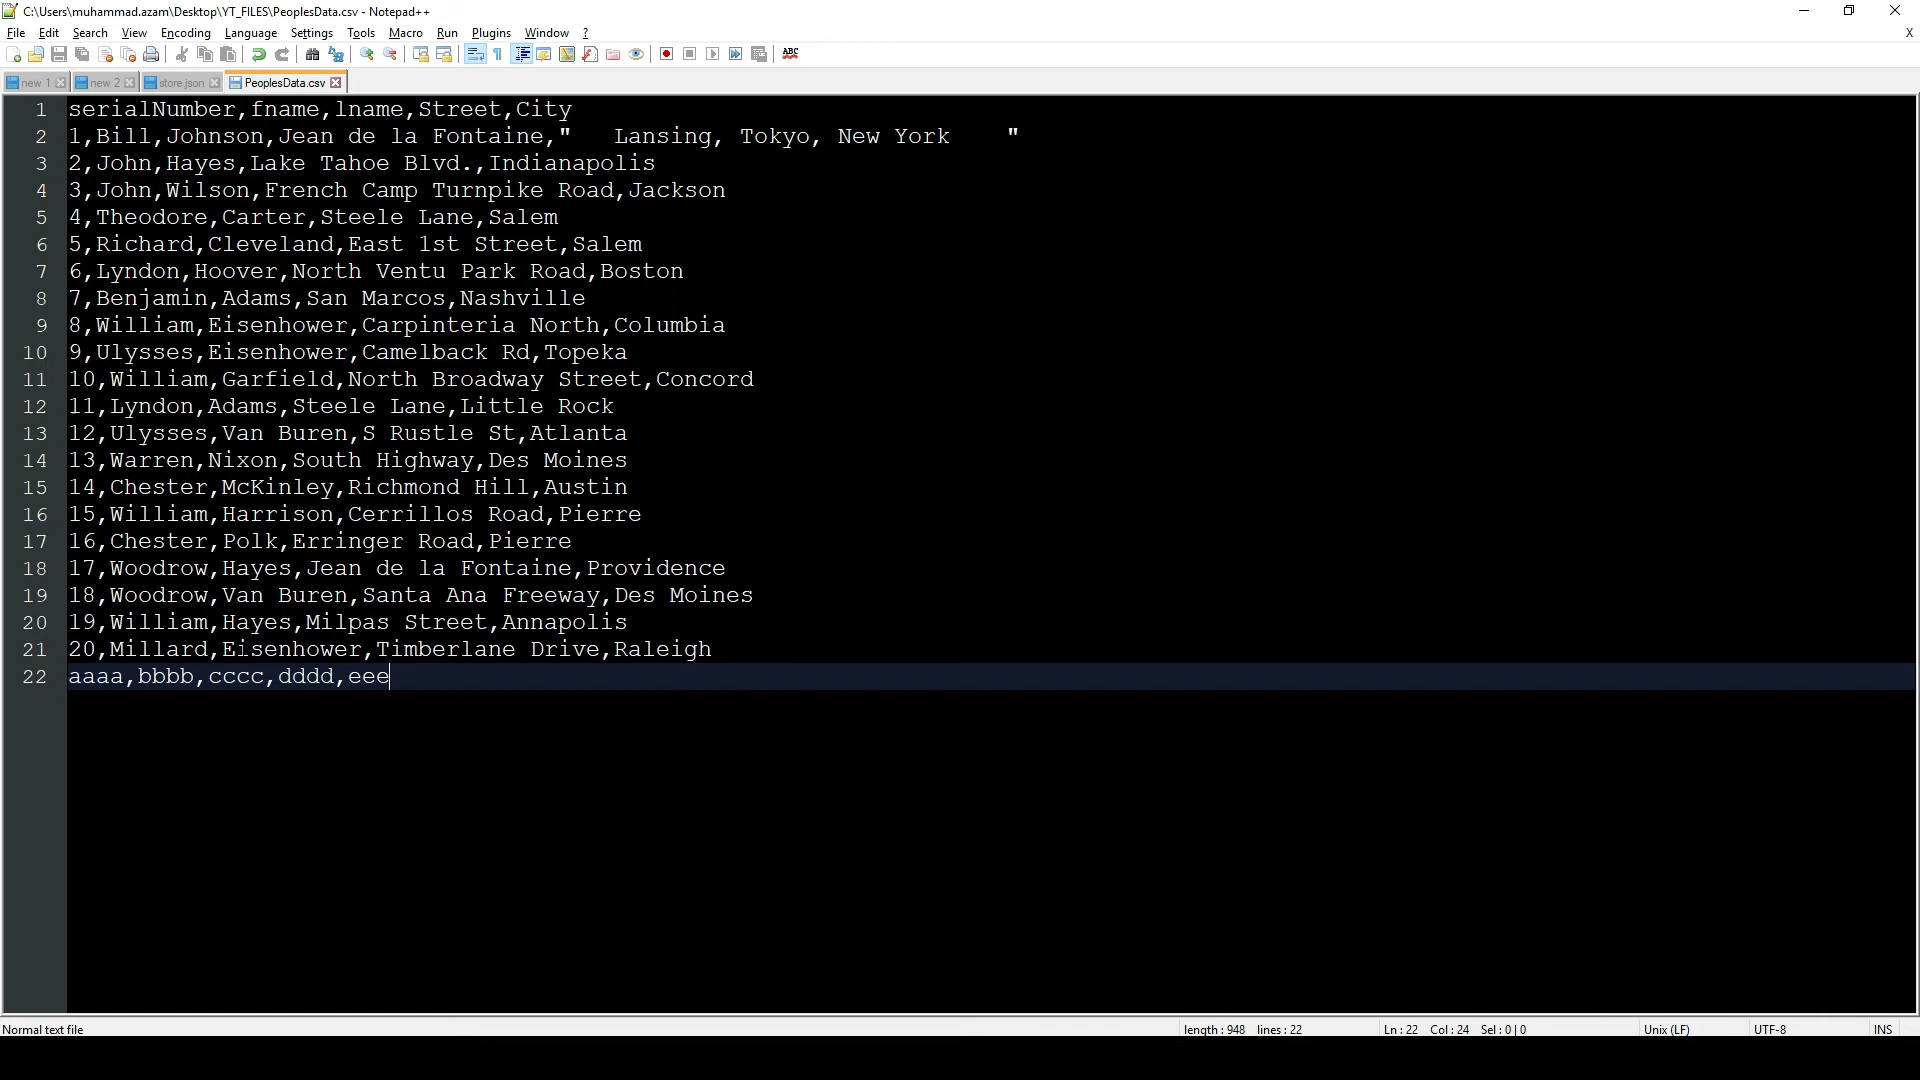 C:\Users\muhammad.azam\Desktop\YT_FILES\PeoplesData.csv - Notepad++
File Edit Search View Encoding Language Settings Tools Macro Run Plugins Window ? X
ABC
new 1 new 2 store.json PeoplesData.csv
1 serialNumber,fname,lname,Street,City
2 1,Bill,Johnson,Jean de la Fontaine,"   Lansing, Tokyo, New York    "
3 2,John,Hayes,Lake Tahoe Blvd.,Indianapolis
4 3,John,Wilson,French Camp Turnpike Road,Jackson
5 4,Theodore,Carter,Steele Lane,Salem
6 5,Richard,Cleveland,East 1st Street,Salem
7 6,Lyndon,Hoover,North Ventu Park Road,Boston
8 7,Benjamin,Adams,San Marcos,Nashville
9 8,William,Eisenhower,Carpinteria North,Columbia
10 9,Ulysses,Eisenhower,Camelback Rd,Topeka
11 10,William,Garfield,North Broadway Street,Concord
12 11,Lyndon,Adams,Steele Lane,Little Rock
13 12,Ulysses,Van Buren,S Rustle St,Atlanta
14 13,Warren,Nixon,South Highway,Des Moines
15 14,Chester,McKinley,Richmond Hill,Austin
16 15,William,Harrison,Cerrillos Road,Pierre
17 16,Chester,Polk,Erringer Road,Pierre
18 17,Woodrow,Hayes,Jean de la Fontaine,Providence
19 18,Woodrow,Van Buren,Santa Ana Freeway,Des Moines
20 19,William,Hayes,Milpas Street,Annapolis
21 20,Millard,Eisenhower,Timberlane Drive,Raleigh
22 aaaa,bbbb,cccc,dddd,eee
Normal text file length : 948 lines : 22 Ln : 22 Col : 24 Sel : 0 | 0 Unix (LF) UTF-8 INS